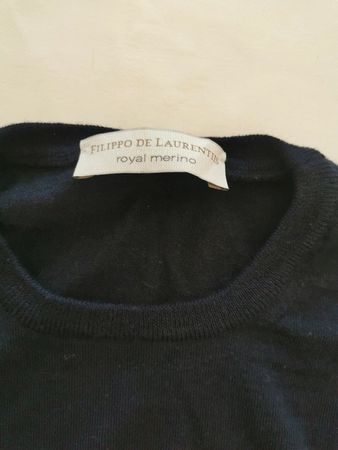 FILIPPO DE LAURENTIIS
royal merino